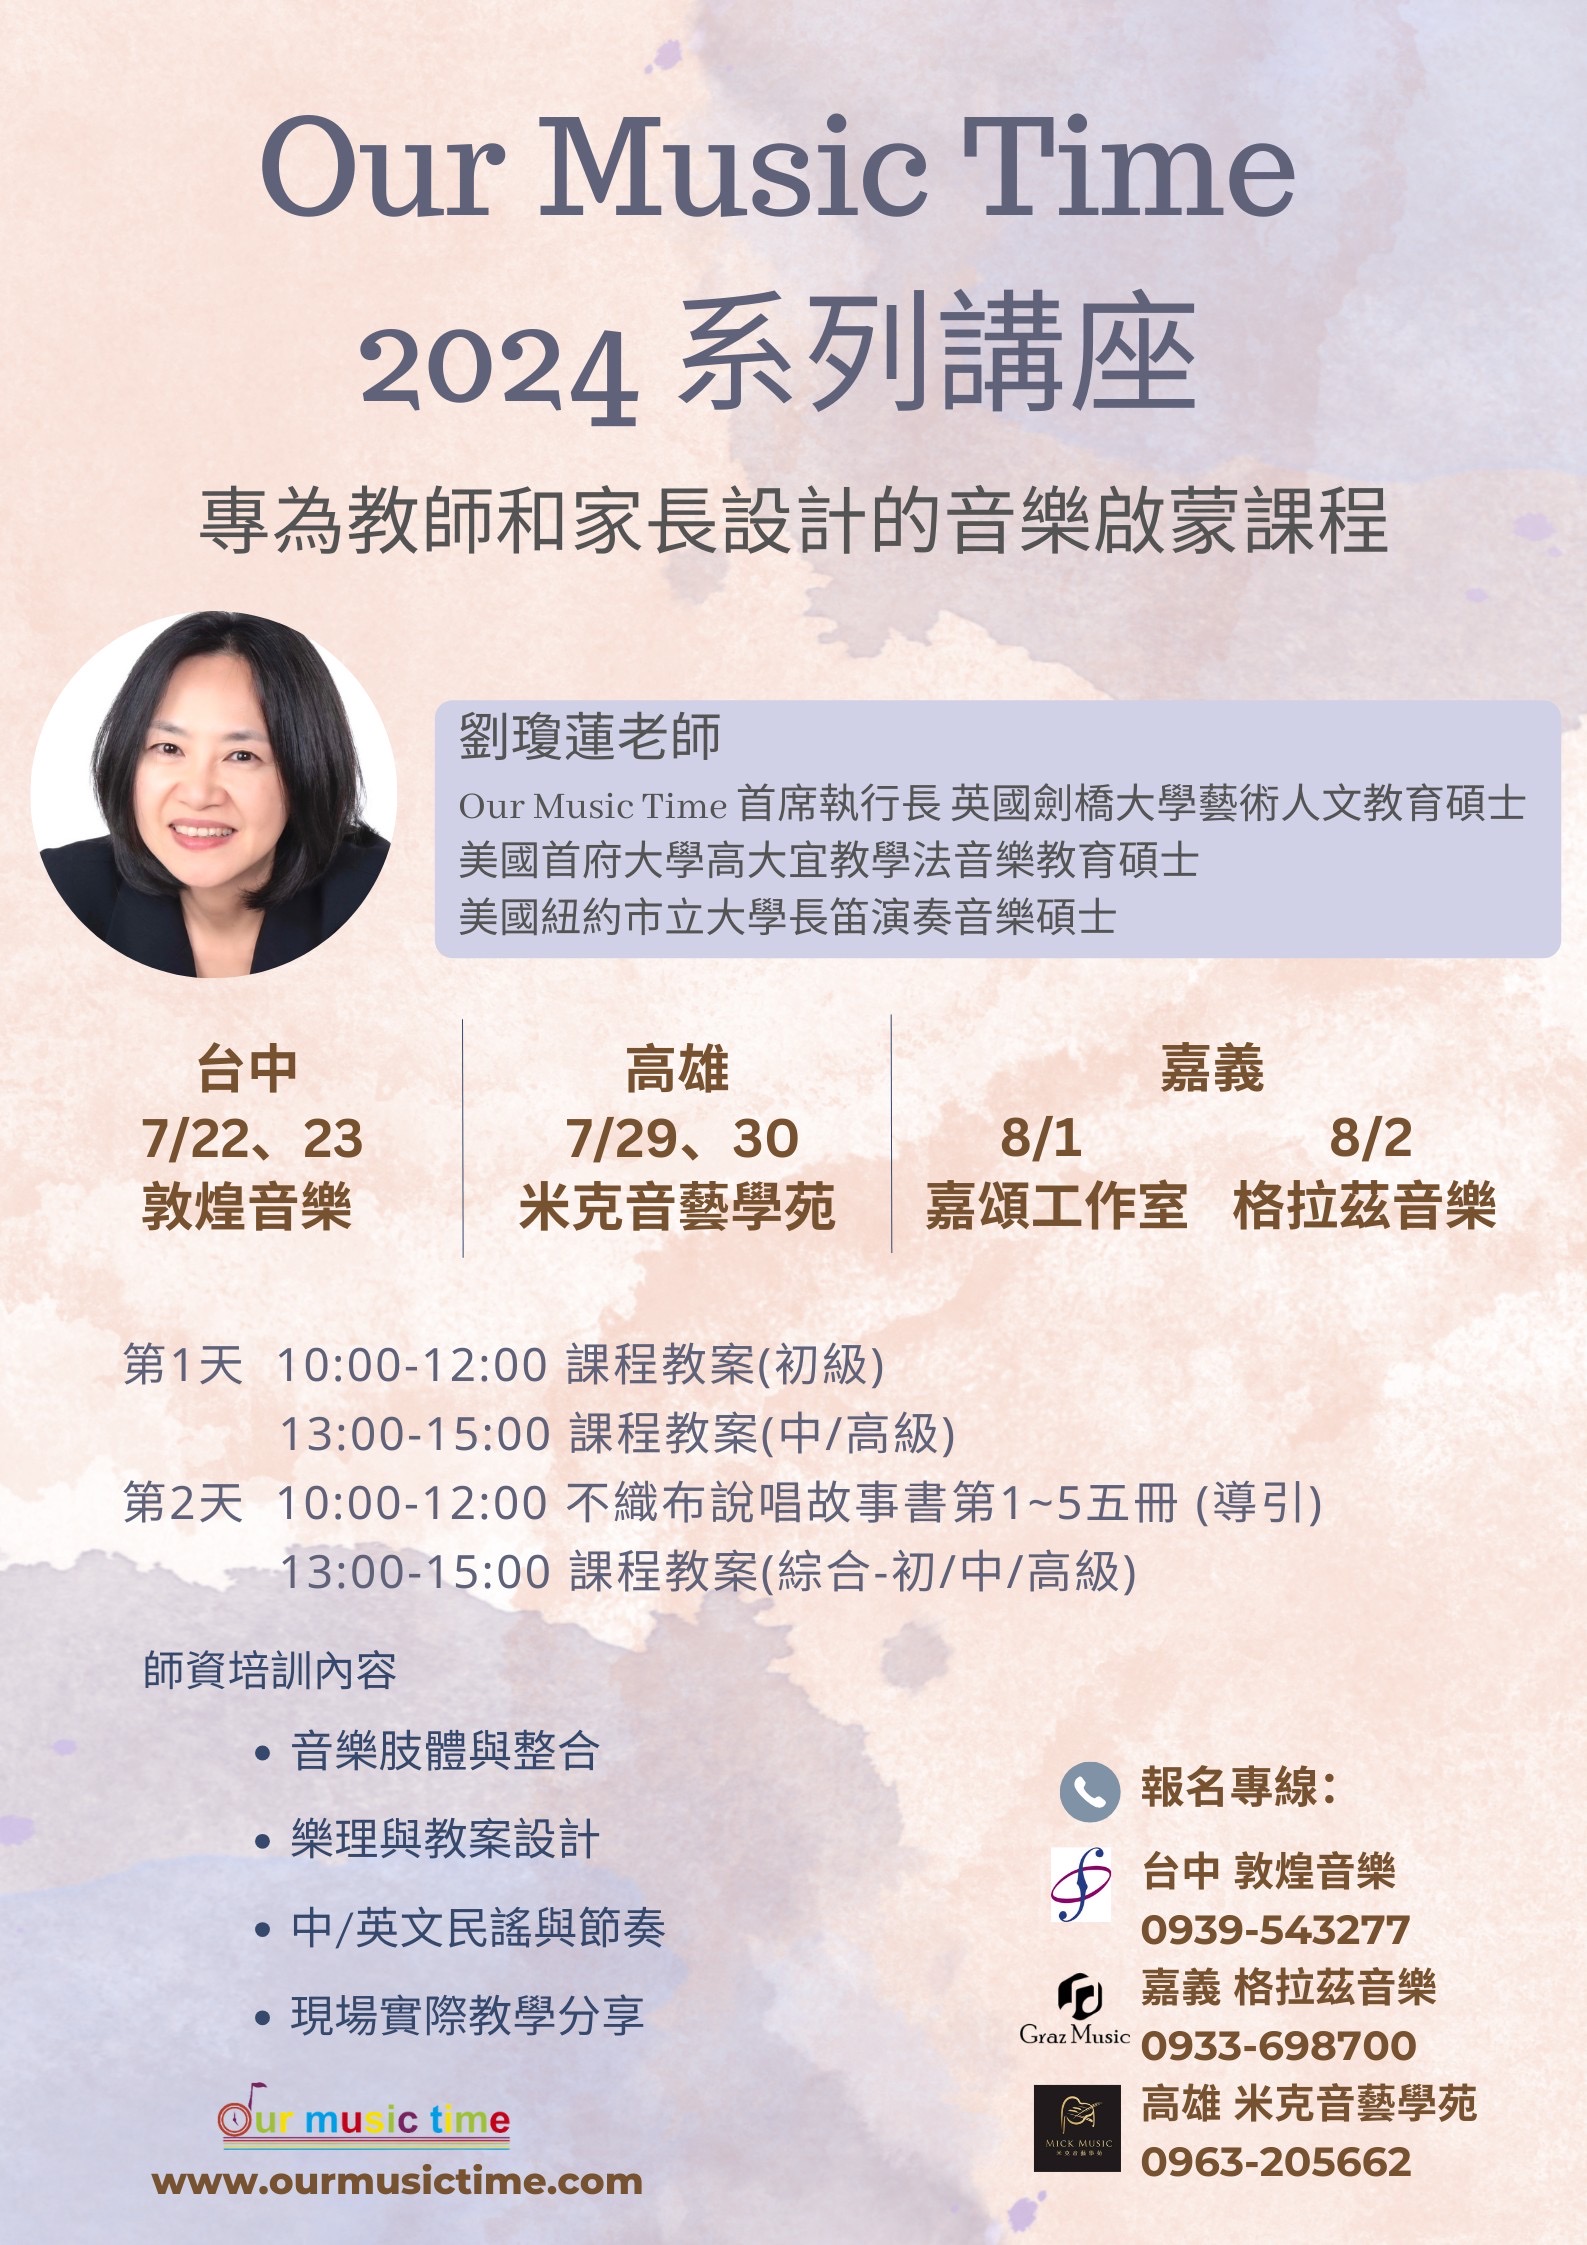 Our Music Time
2024 系列講座
專為教師和家長設計的音樂啟蒙課程
劉瓊蓮老師
Our Music Time 首席執行長 英國劍橋大學藝術人文教育碩士
美國首府大學高大宜教學法音樂教育碩士
美國紐約市立大學長笛演奏音樂碩士
台中
7/22、23
敦煌音樂
高雄
7/29、30
米克音藝學苑
嘉義
8/1 8/2
嘉頌工作室 格拉茲音樂
第1天 10:00-12:00 課程教案(初級)
13:00-15:00 課程教案(中/高級)
第2天 10:00-12:00 不織布說唱故事書第1~5五冊 (導引)
13:00-15:00 課程教案(綜合-初/中/高級)
師資培訓內容
• 音樂肢體與整合
• 樂理與教案設計
• 中/英文民謠與節奏
• 現場實際教學分享
Our music time
www.ourmusictime.com
報名專線：
台中 敦煌音樂
0939-543277
嘉義 格拉茲音樂
Graz Music
0933-698700
高雄 米克音藝學苑
MICK MUSIC
米克音藝學苑
0963-205662